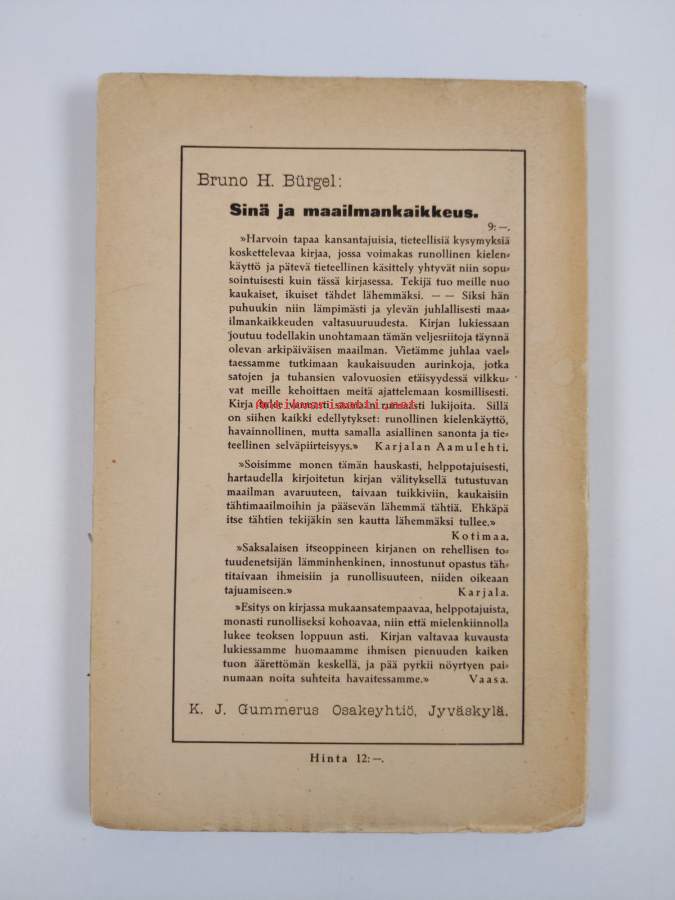 Bruno H. Bürgel:
Sinä ja maailmankaikkeus.
9:—.
»Harvoin tapaa kansantajuisia, tieteellisiä kysymyksiä
koskettelevaa kirjaa, jossa voimakas runollinen kielen-
käyttö ja pätevä tieteellinen käsittely yhtyvät niin sopu-
sointuisesti kuin tässä kirjasessa. Tekijä tuo meille nuo
kaukaiset, ikuiset tähdet lähemmäksi. — — Siksi hän
puhuukin niin lämpimästi ja ylevän juhlallisesti maa-
ilmankaikkeuden valtasuuruudesta. Kirjan lukiessaan
joutuu todellakin unohtamaan tämän veljesriitoja täynnä
olevan arkipäiväisen maailman. Vietämme juhlaa vael-
taessamme tutkimaan kaukaisuuden aurinkoja, jotka
satojen ja tuhansien valovuosien etäisyydessä vilkku-
vat meille kehoittaen meitä ajattelemaan kosmillisesti.
Kirja tulee varmasti saamaan runsaasti lukijoita. Sillä
Antikvariaatti.net
on siihen kaikki edellytykset: runollinen kielenkäyttö,
havainnollinen, mutta samalla asiallinen sanonta ja tie-
teellinen selväpiirteisyys.» Karjalan Aamulehti.
»Soisimme monen tämän hauskasti, helppotajuisesti,
hartaudella kirjoitetun kirjan välityksellä tutustuvan
maailman avaruuteen, taivaan tuikkiviin, kaukaisiin
tähtimaailmoihin ja pääsevän lähemmä tähtiä. Ehkäpä
itse tähtien tekijäkin sen kautta lähemmäksi tullee.»
Kotimaa.
»Saksalaisen itseoppineen kirjanen on rehellisen to-
tuudenetsijän lämminhenkinen, innostunut opastus täh-
titaivaan ihmeisiin ja runollisuuteen, niiden oikeaan
tajuamiseen.» Karjala.
»Esitys on kirjassa mukaansatempaavaa, helppotajuista,
monasti runolliseksi kohoavaa, niin että mielenkiinnolla
lukee teoksen loppuun asti. Kirjan valtavaa kuvausta
lukiessamme huomaamme ihmisen pienuuden kaiken
tuon äärettömän keskellä, ja pää pyrkii nöyrtyen pai-
numaan noita suhteita havaitessamme.» Vaasa.
K. J. Gummerus Osakeyhtiö, Jyväskylä.
Hinta 12:—.